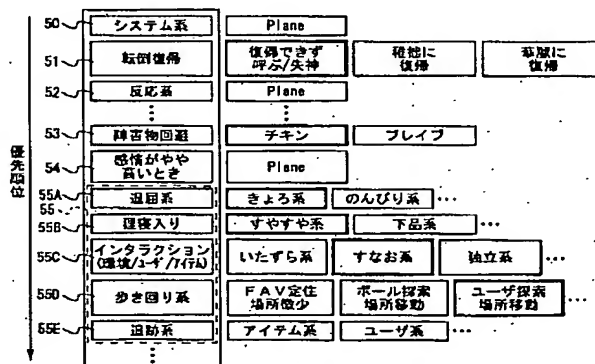 50 システム系 Plane
51 転倒復帰 復帰できず 稚拙に 華麗に
呼ぶ/失神 復帰 復帰
52 反応系 Plane
53 障害物回避 チキン ブレイブ
54 感情がやや Plane
高いとき
優先順位
55A 退屈系 きょろ系 のんびり系 …
55
55B 寝入り すやすや系 下品系 …
55C インタラクション いたずら系 すなお系 独立系 …
(環境/ユーザ/アイテム)
55D 歩き回り系 FAV定住 ボール探索 ユーザ探索 …
場所微少 場所移動 場所移動
55E 追跡系 アイテム系 ユーザ系 …